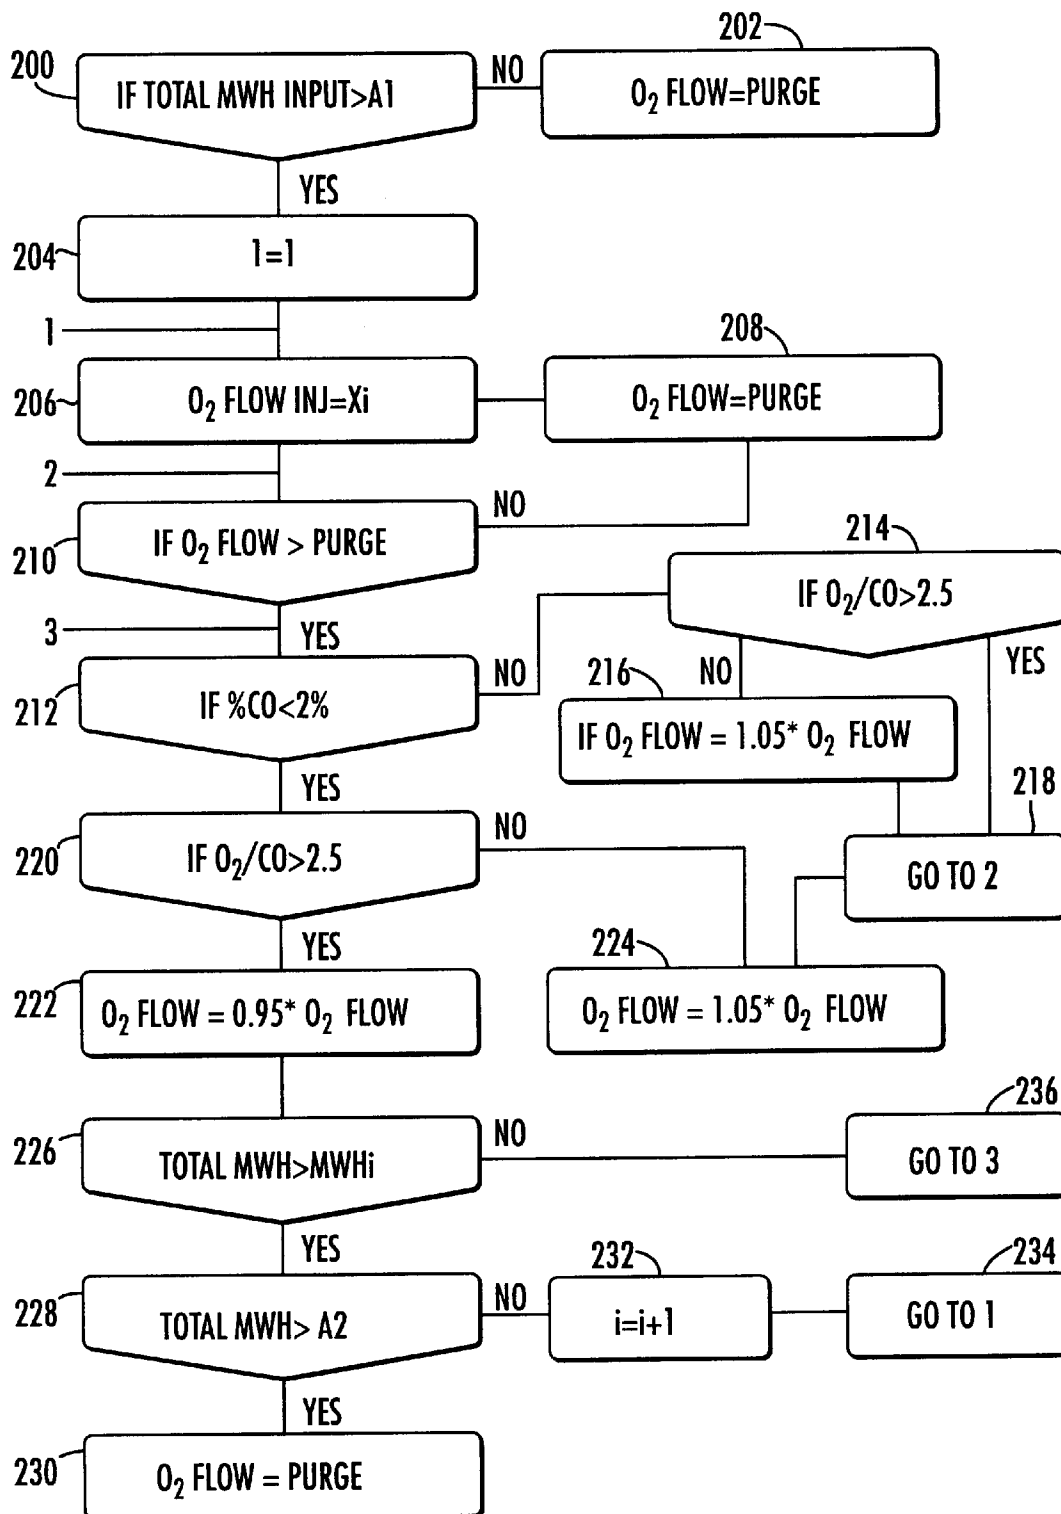 202
200
IF TOTAL MWH INPUT>A1
NO
O₂ FLOW=PURGE
YES
204
1=1
1
208
206
O₂ FLOW INJ=Xi
O₂ FLOW=PURGE
2
NO
210
IF O₂ FLOW > PURGE
214
IF O₂/CO>2.5
3
YES
NO
YES
212
IF %CO<2%
216
NO
IF O₂ FLOW = 1.05* O₂ FLOW
YES
218
220
IF O₂/CO>2.5
NO
GO TO 2
YES
224
222
O₂ FLOW = 0.95* O₂ FLOW
O₂ FLOW = 1.05* O₂ FLOW
236
226
TOTAL MWH>MWHi
NO
GO TO 3
YES
232
234
228
TOTAL MWH> A2
NO
i=i+1
GO TO 1
YES
230
O₂ FLOW = PURGE